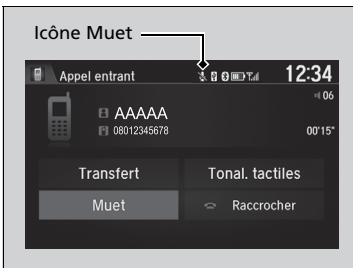 Icône Muet
Appel entrant 12:34
06
AAAAA
08012345678 00'15"
Transfert Tonal. tactiles
Muet Raccrocher